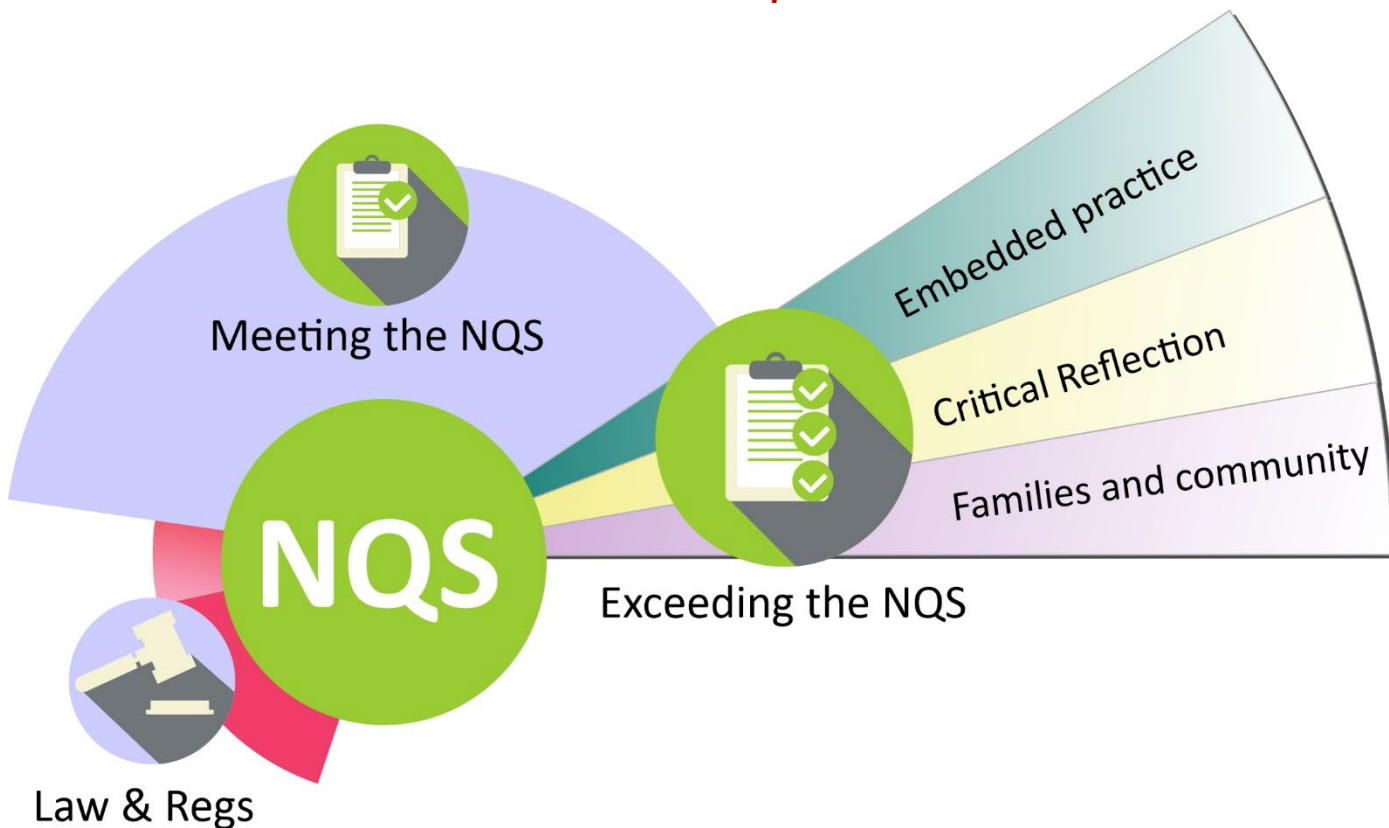 Meeting the NQS
Embedded practice
Critical Reflection
Families and community
NQS
Exceeding the NQS
Law & Regs